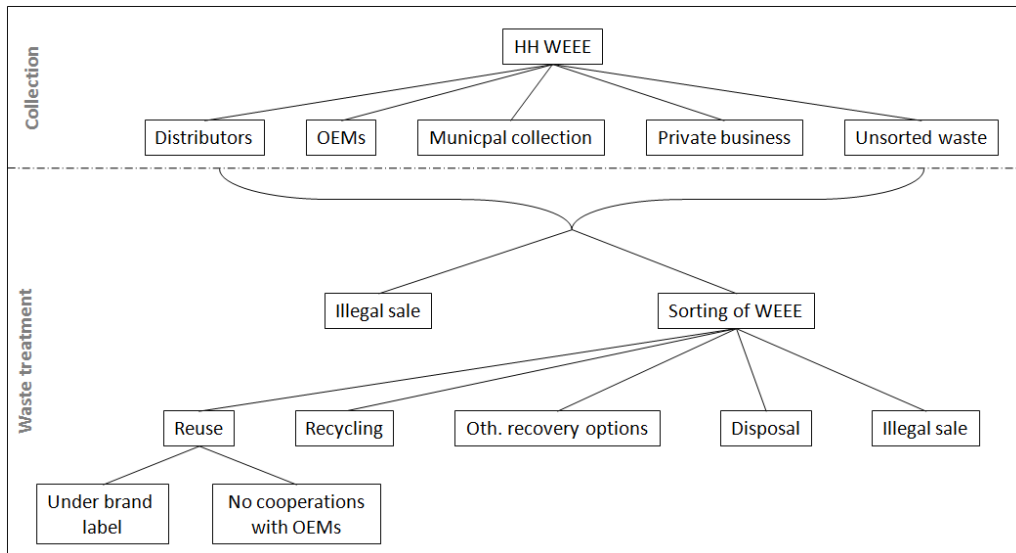 Collection
HH WEEE
Distributors
OEMs
Municpal collection
Private business
Unsorted waste
Waste treatment
Illegal sale
Sorting of WEEE
Reuse
Recycling
Oth. recovery options
Disposal
Illegal sale
Under brand
label
No cooperations
with OEMs